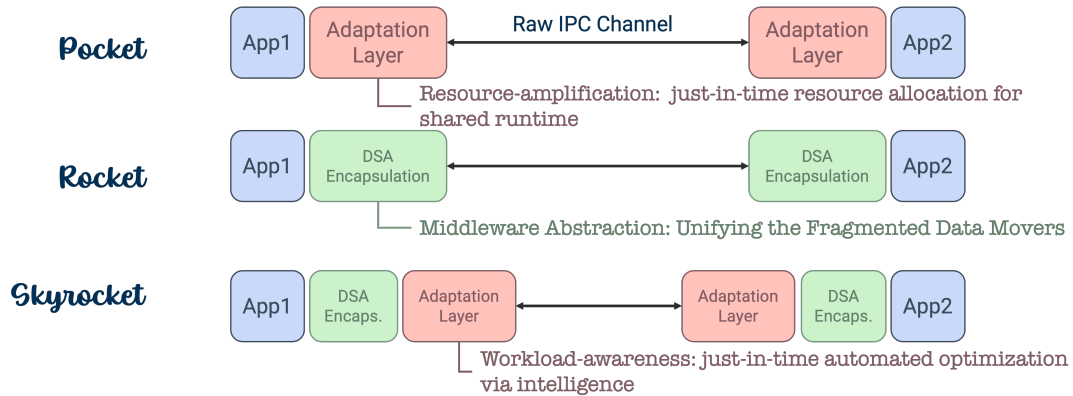 Pocket
App1
Adaptation
Layer
Raw IPC Channel
Adaptation
Layer
App2
Resource-amplification: just-in-time resource allocation for
shared runtime
Rocket
App1
DSA
Encapsulation
DSA
Encapsulation
App2
Middleware Abstraction: Unifying the Fragmented Data Movers
Skyrocket
App1
DSA
Encaps.
Adaptation
Layer
Adaptation
Layer
DSA
Encaps.
App2
Workload-awareness: just-in-time automated optimization
via intelligence